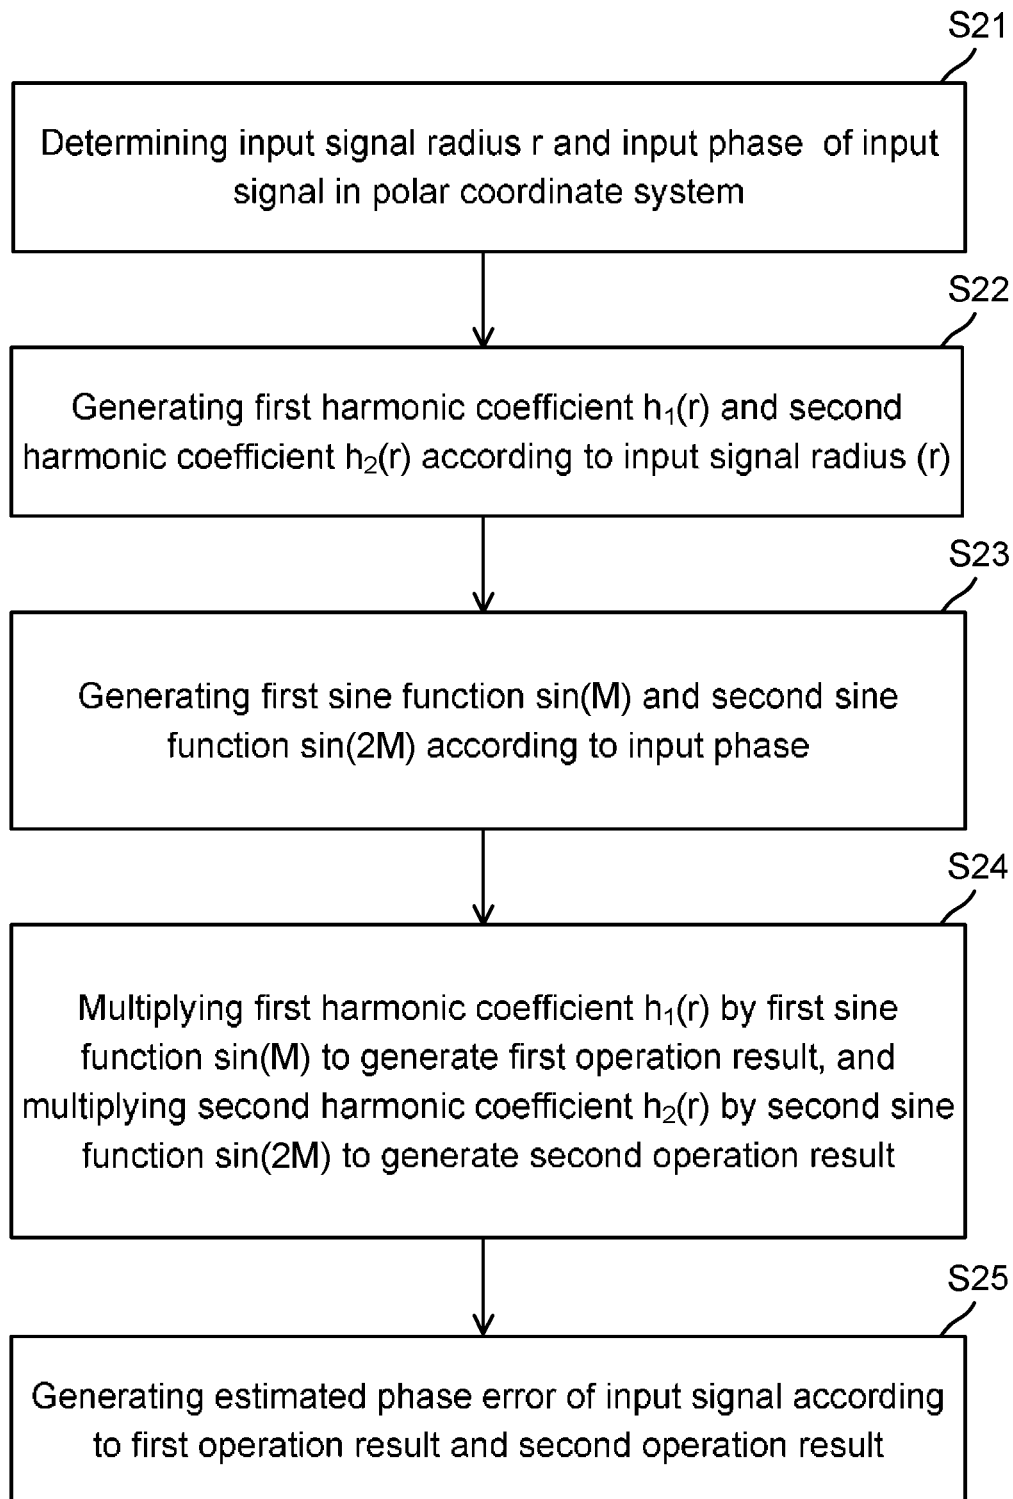 S21
Determining input signal radius r and input phase of input
signal in polar coordinate system
S22
Generating first harmonic coefficient h₁(r) and second
harmonic coefficient h₂(r) according to input signal radius (r)
S23
Generating first sine function sin(M) and second sine
function sin(2M) according to input phase
S24
Multiplying first harmonic coefficient h₁(r) by first sine
function sin(M) to generate first operation result, and
multiplying second harmonic coefficient h₂(r) by second sine
function sin(2M) to generate second operation result
S25
Generating estimated phase error of input signal according
to first operation result and second operation result